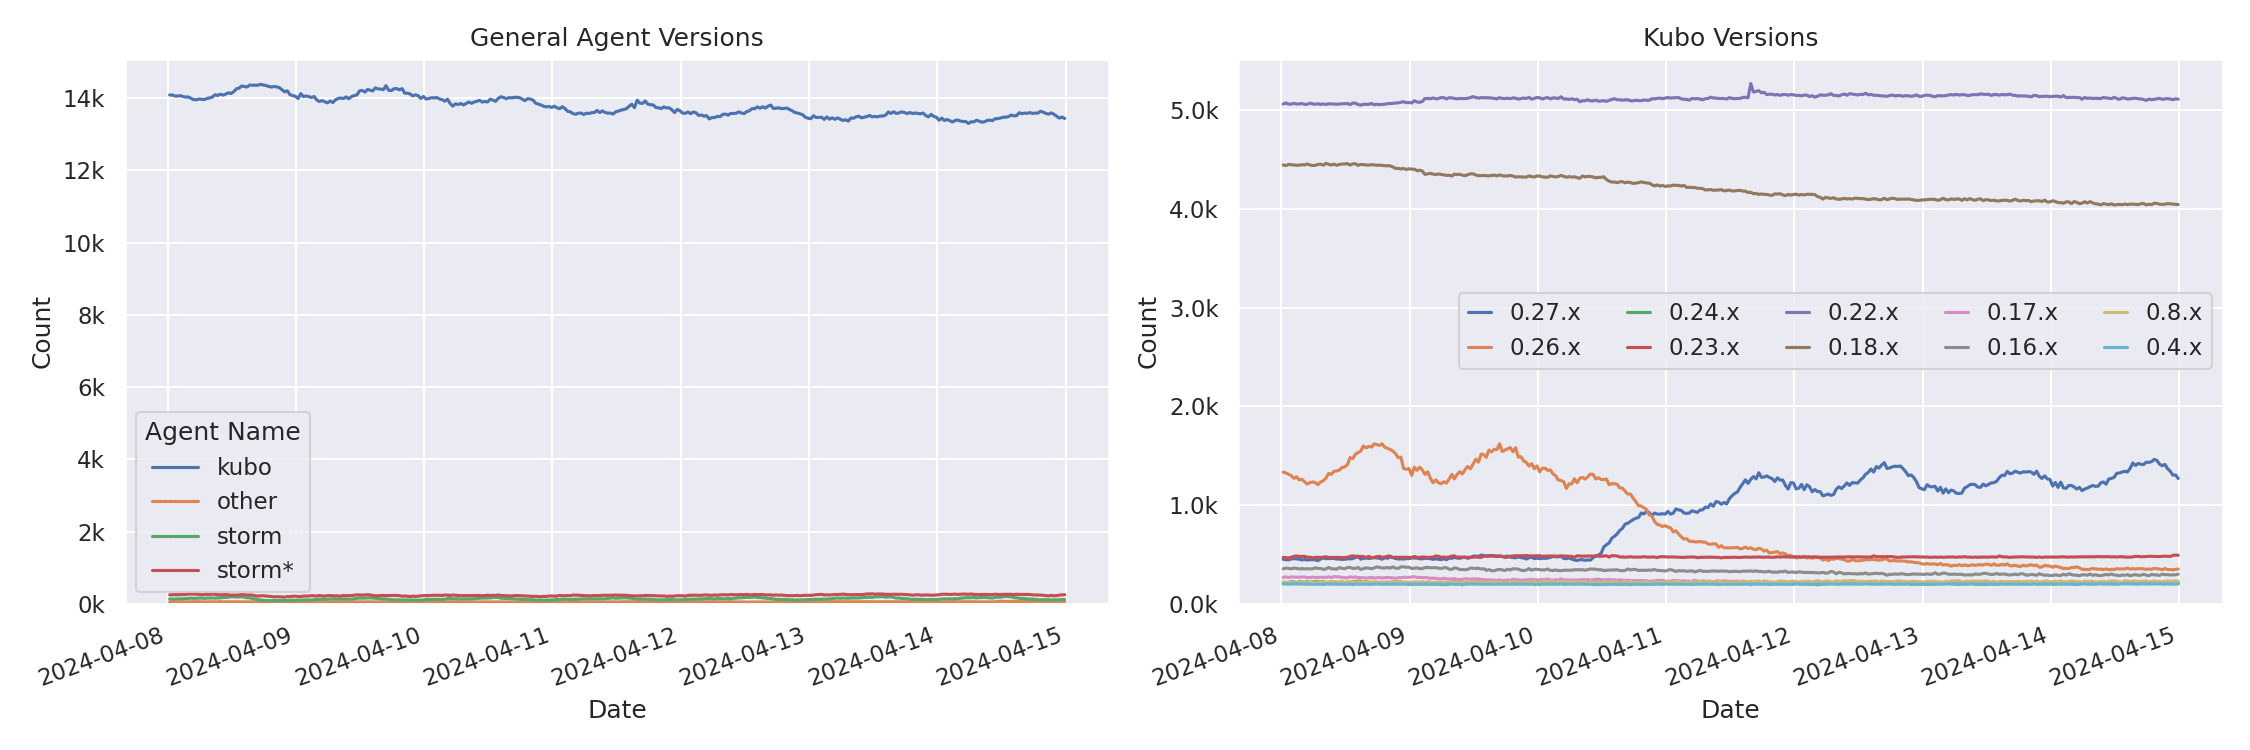 General Agent Versions
14k
12k
10k
8k
6k
4k
2k
0k
Count
Agent Name
kubo
other
storm
storm*
2024-04-08
2024-04-09
2024-04-10
2024-04-11
2024-04-12
2024-04-13
2024-04-14
2024-04-15
Date
Kubo Versions
5.0k
4.0k
3.0k
2.0k
1.0k
0.0k
Count
0.27.x 0.24.x 0.22.x 0.17.x 0.8.x
0.26.x 0.23.x 0.18.x 0.16.x 0.4.x
2024-04-08
2024-04-09
2024-04-10
2024-04-11
2024-04-12
2024-04-13
2024-04-14
2024-04-15
Date